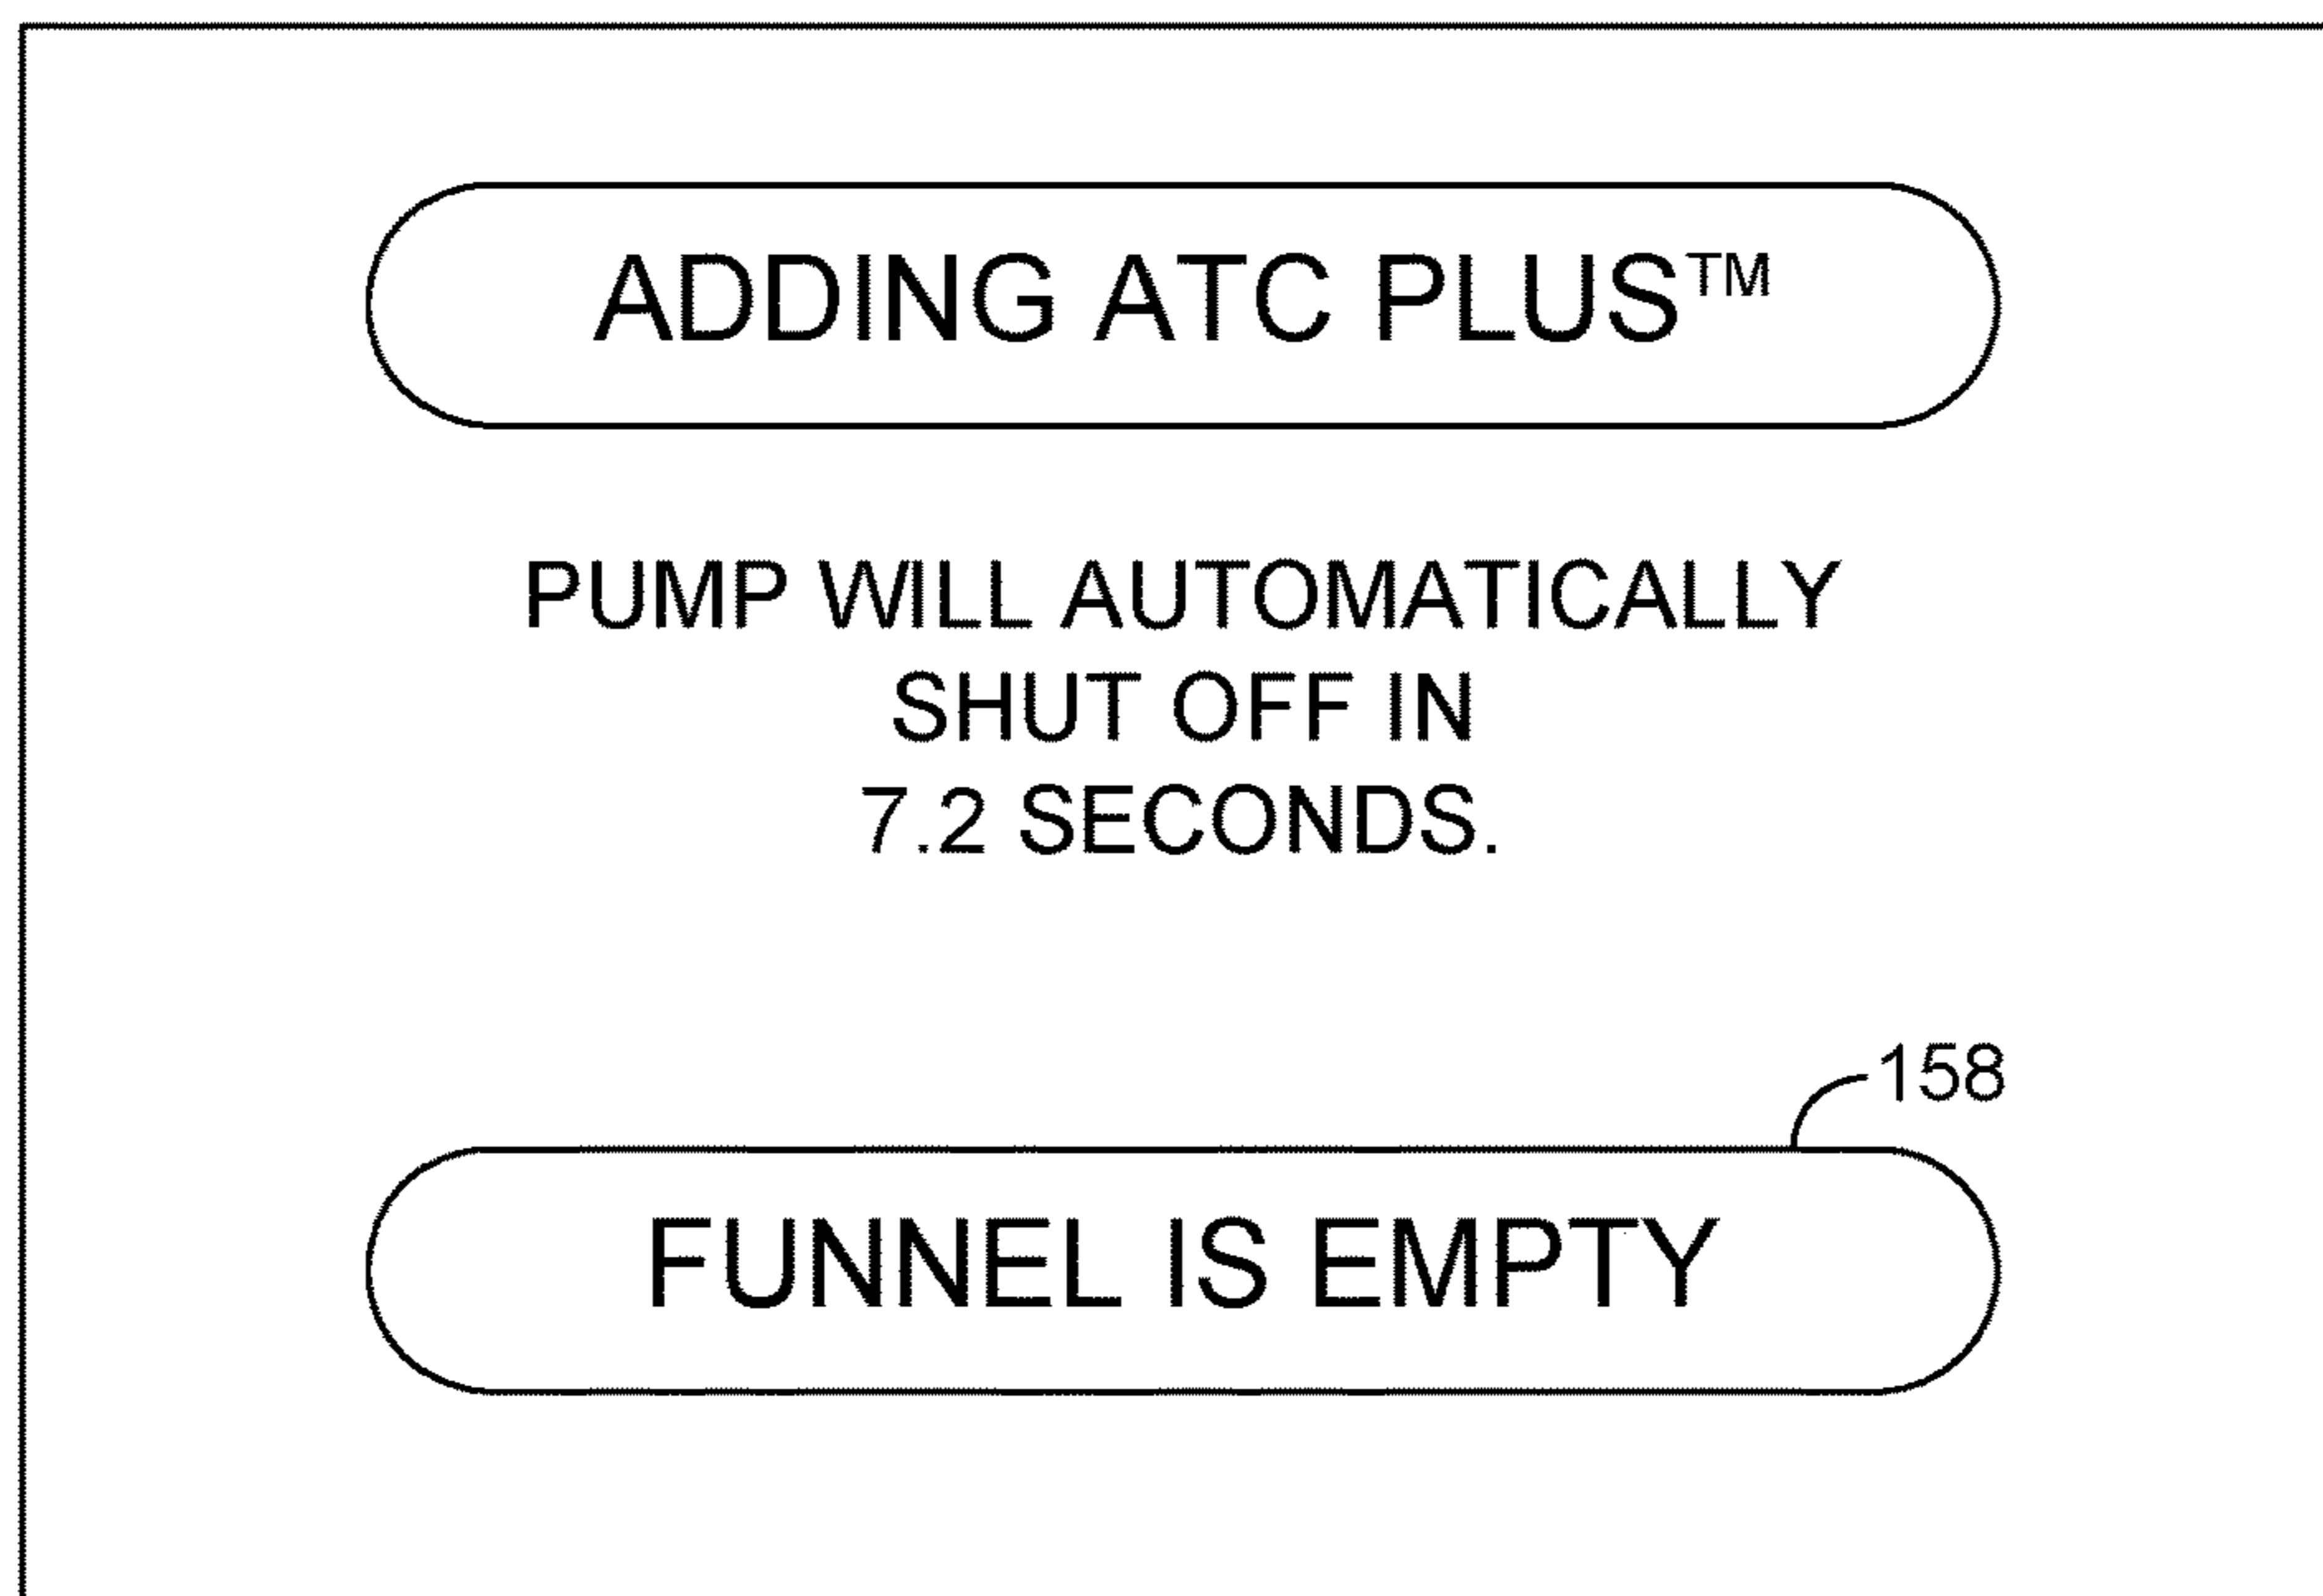 ADDING ATC PLUS™
PUMP WILL AUTOMATICALLY
SHUT OFF IN
7.2 SECONDS.
158
FUNNEL IS EMPTY